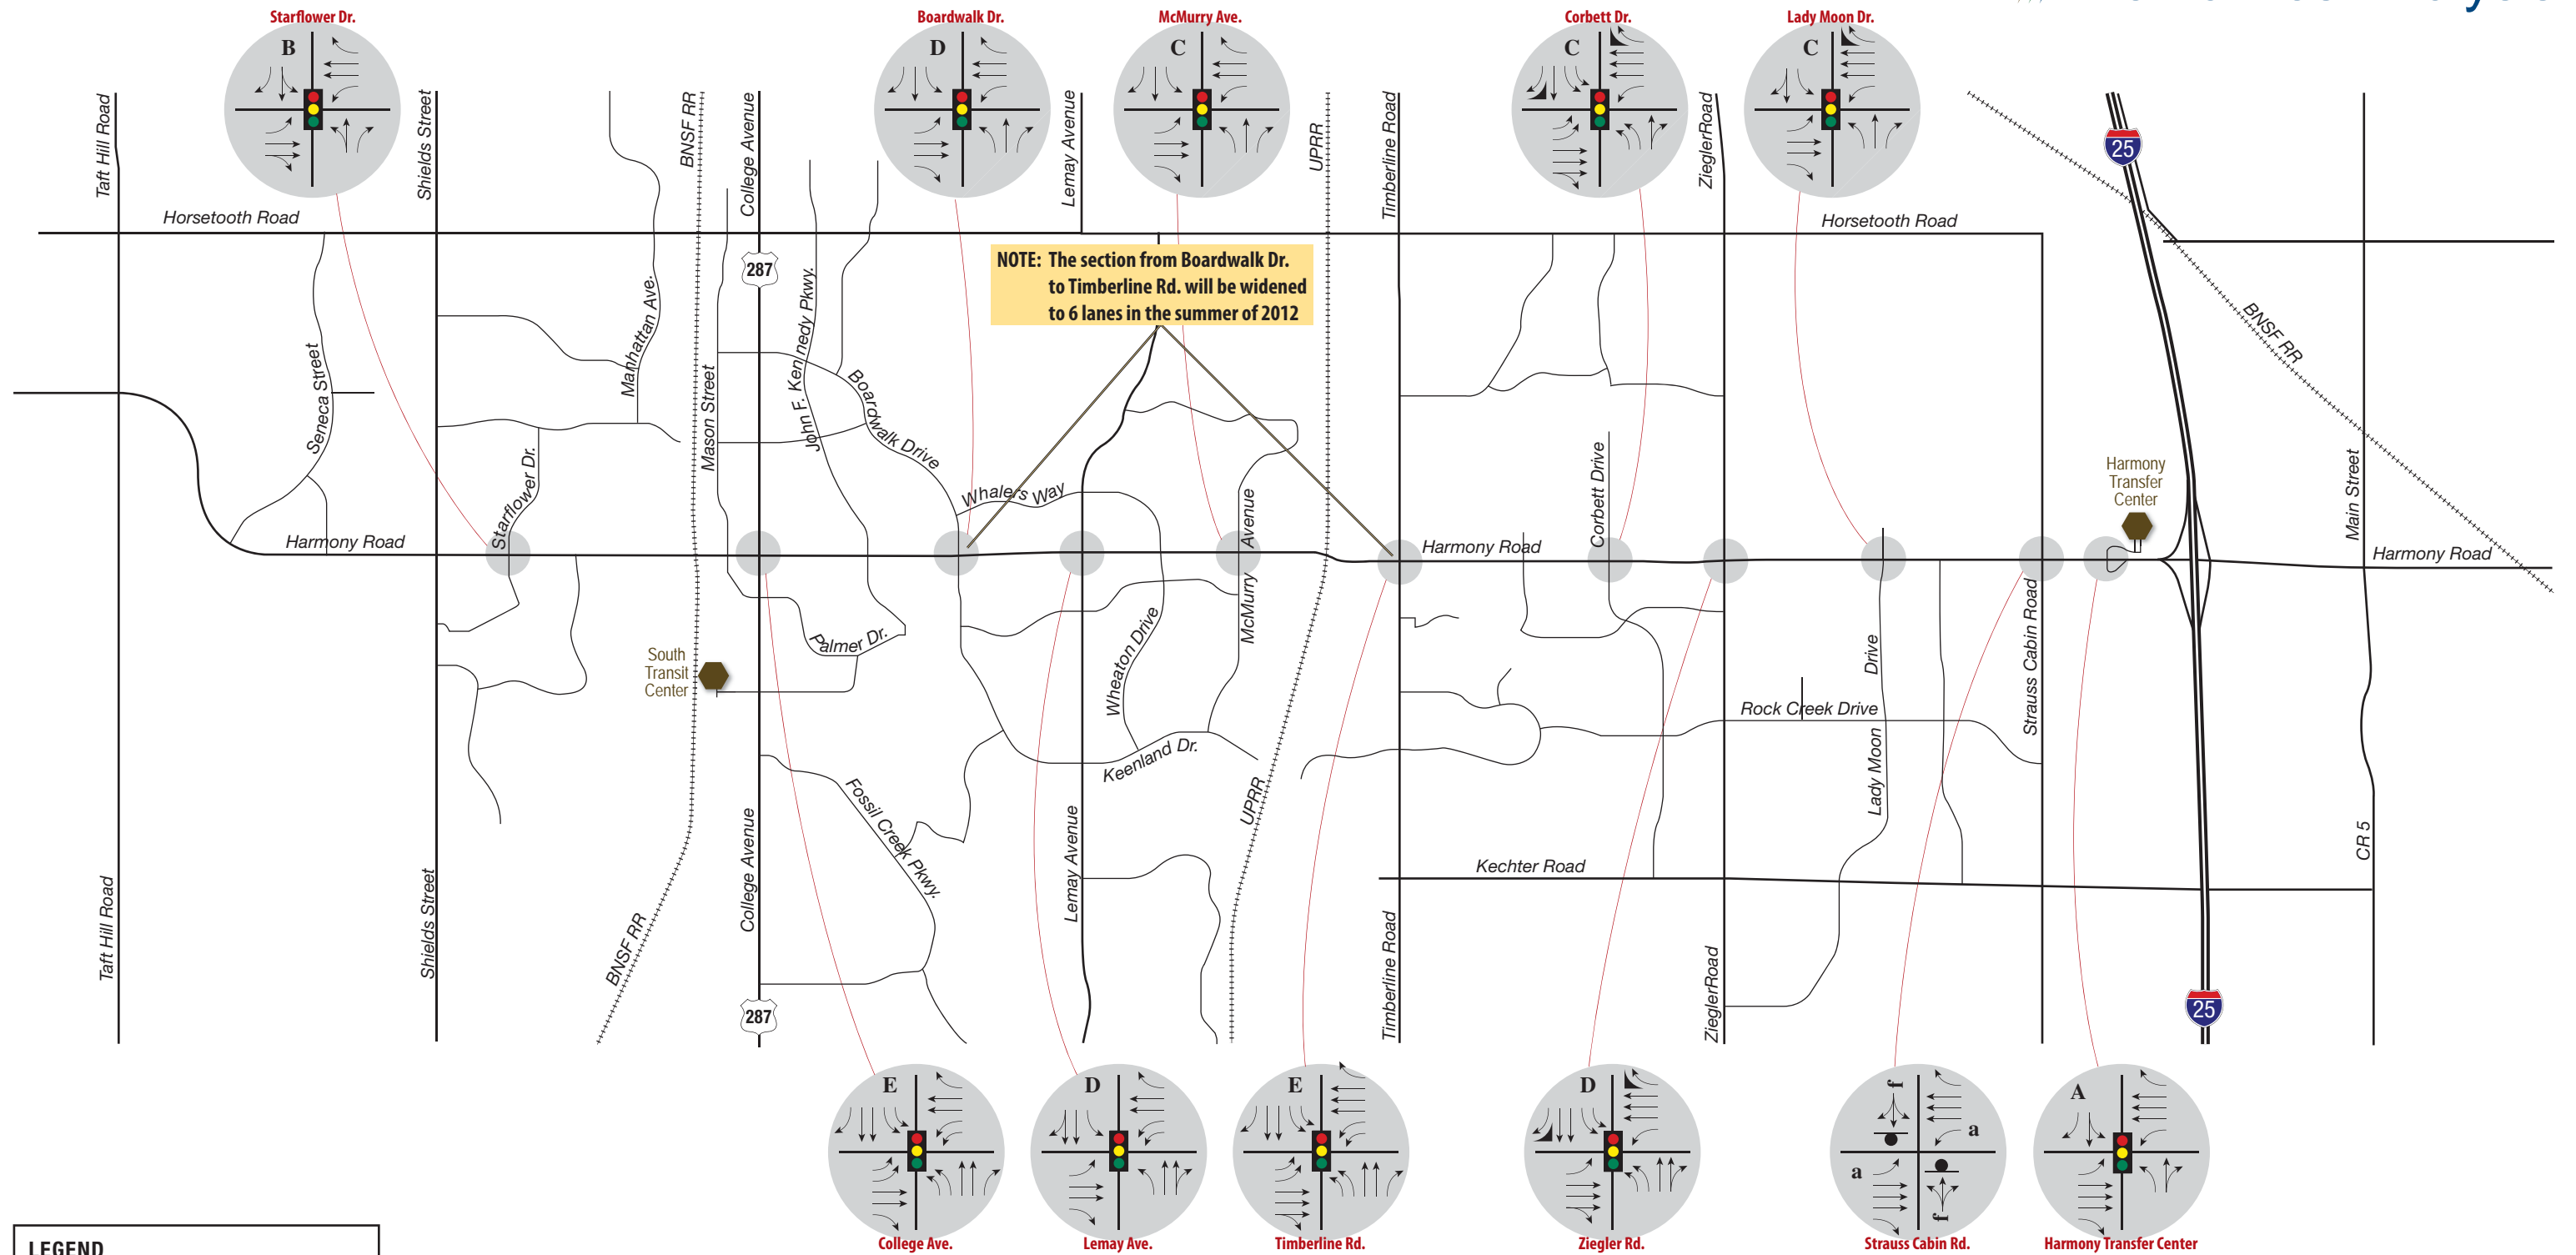 Starflower Dr.
Boardwalk Dr.
McMurry Ave.
Corbett Dr.
Lady Moon Dr.
B
D
C
C
C
Taft Hill Road
Shields Street
BNSF RR
College Avenue
Lemay Avenue
UPRR
Timberline Road
ZieglerRoad
25
Horsetooth Road
Horsetooth Road
287
NOTE: The section from Boardwalk Dr.
to Timberline Rd. will be widened
to 6 lanes in the summer of 2012
Seneca Street
Manhattan Ave.
Mason Street
John F. Kennedy Pkwy.
Boardwalk Drive
BNSF RR
Starflower Dr.
Whalers Way
McMurry Avenue
Corbett Drive
Harmony
Transfer
Center
Main Street
Harmony Road
Harmony Road
Harmony Road
South
Transit
Center
Palmer Dr.
Wheaton Drive
Keenland Dr.
Lady Moon Drive
Strauss Cabin Road
Rock Creek Drive
Fossil Creek Pkwy.
UPRR
Kechter Road
CR 5
Taft Hill Road
Shields Street
BNSF RR
College Avenue
Lemay Avenue
Timberline Road
ZieglerRoad
287
25
E
D
E
D
f
a
a
f
A
College Ave.
Lemay Ave.
Timberline Rd.
Ziegler Rd.
Strauss Cabin Rd.
Harmony Transfer Center
LEGEND